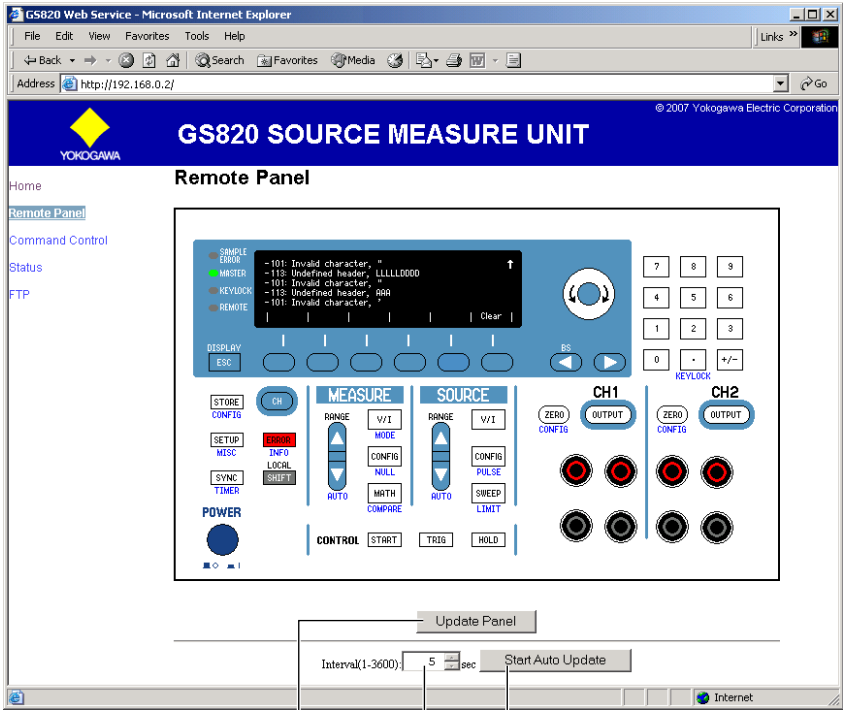 GS820 Web Service - Microsoft Internet Explorer
File Edit View Favorites Tools Help
Links »
Back Search Favorites Media
Address http://192.168.0.2/ Go
© 2007 Yokogawa Electric Corporation
YOKOGAWA
GS820 SOURCE MEASURE UNIT
Home
Remote Panel
Command Control
Status
FTP
Remote Panel
SAMPLE ERROR
MASTER
KEYLOCK
REMOTE
-101: Invalid character, "
-113: Undefined header, LLLLLDDDD
-101: Invalid character, "
-113: Undefined header, AAA
-101: Invalid character, '
Clear
DISPLAY
ESC
BS
7 8 9
4 5 6
1 2 3
0 . +/-
KEYLOCK
STORE
CONFIG
CH
SETUP
MISC
ERROR
INFO
LOCAL
SYNC
TIMER
SHIFT
POWER
MEASURE
RANGE
V/I
MODE
CONFIG
NULL
AUTO
MATH
COMPARE
SOURCE
RANGE
V/I
CONFIG
PULSE
AUTO
SWEEP
LIMIT
CONTROL START TRIG HOLD
CH1
ZERO
CONFIG
OUTPUT
CH2
ZERO
CONFIG
OUTPUT
Update Panel
Interval(1-3600): 5 sec Start Auto Update
Internet